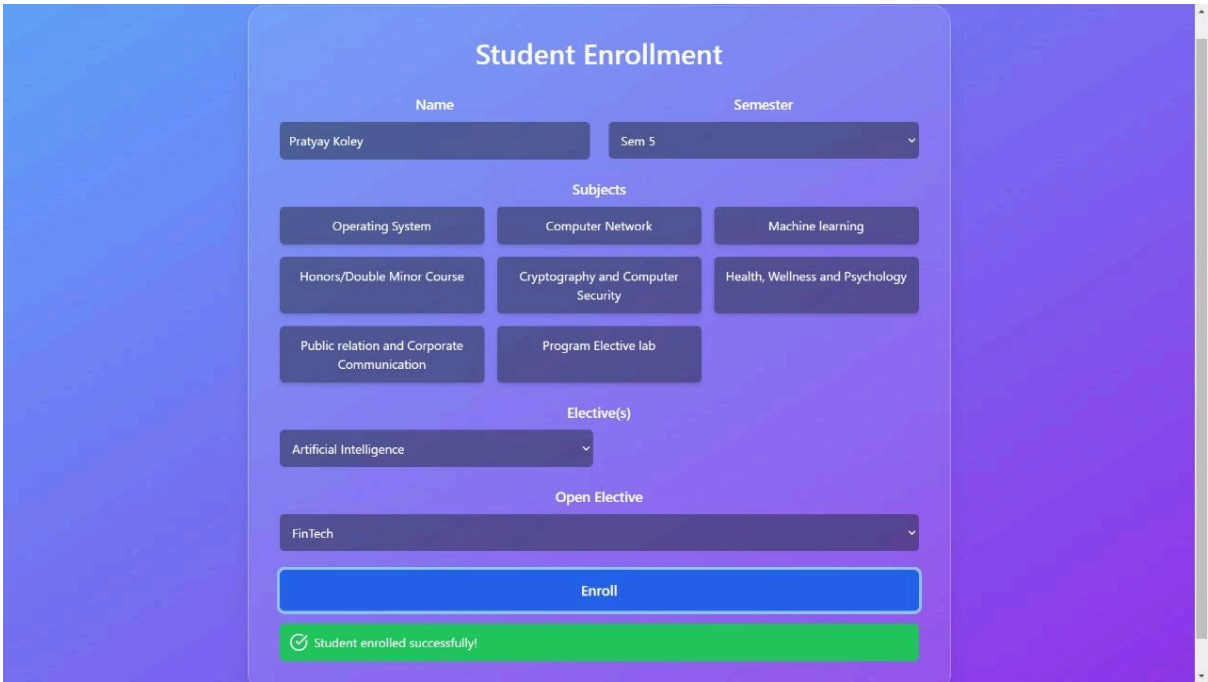 Student Enrollment
Name
Semester
Pratyay Koley
Sem 5
Subjects
Operating System
Computer Network
Machine learning
Honors/Double Minor Course
Cryptography and Computer
Security
Health, Wellness and Psychology
Public relation and Corporate
Communication
Program Elective lab
Elective(s)
Artificial Intelligence
Open Elective
FinTech
Enroll
Student enrolled successfully!